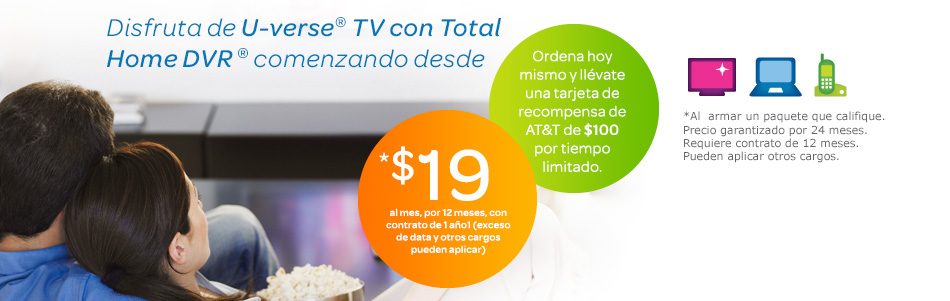 Disfruta de U-verse® TV con Total
Home DVR ® comenzando desde
Ordena hoy
mismo y llévate
una tarjeta de
recompensa de
AT&T de $100
por tiempo
limitado.
*$19
al mes, por 12 meses, con
contrato de 1 año1 (exceso
de data y otros cargos
pueden aplicar)
*Al armar un paquete que califique.
Precio garantizado por 24 meses.
Requiere contrato de 12 meses.
Pueden aplicar otros cargos.